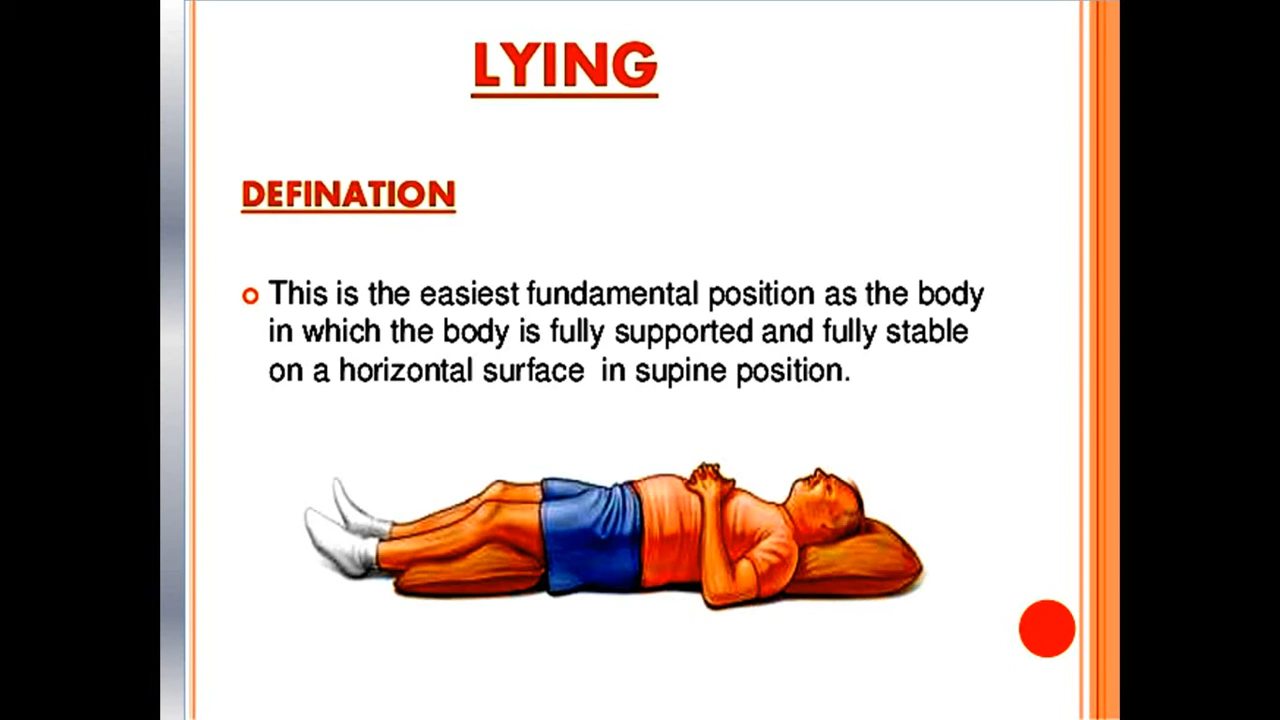 LYING
DEFINATION
This is the easiest fundamental position as the body
in which the body is fully supported and fully stable
on a horizontal surface in supine position.